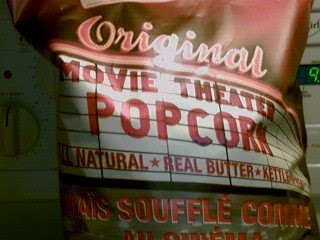 Original
MOVIE THEATER
POPCORN
ALL NATURAL★REAL BUTTER★KETTLE
MAÏS SOUFFLÉ COMME
AU CINÉMA